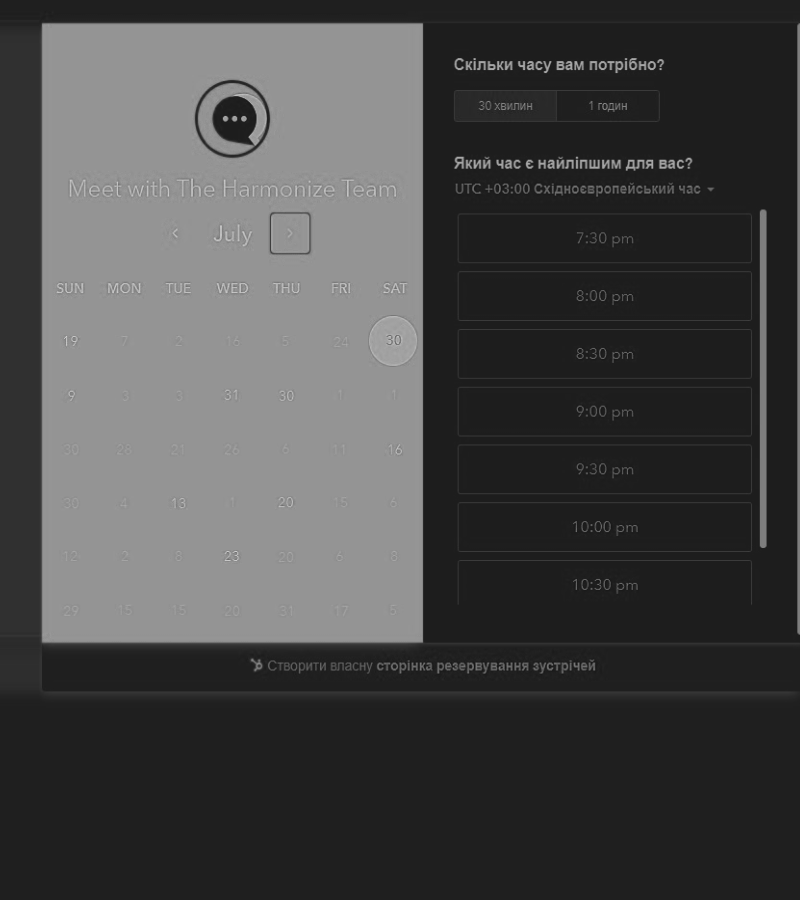 Meet with The Harmonize Team
July
SUN MON TUE WED THU FRI SAT
19 7 2 16 5 24 30
9 3 3 31 30 1 1
30 28 21 26 6 11 16
30 4 13 1 20 15 6
12 2 8 23 20 6 8
29 15 15 20 31 17 5
Скільки часу вам потрібно?
30 хвилин 1 годин
Який час є найліпшим для вас?
UTC +03:00 Східноєвропейський час
7:30 pm
8:00 pm
8:30 pm
9:00 pm
9:30 pm
10:00 pm
10:30 pm
Створити власну сторінка резервування зустрічей